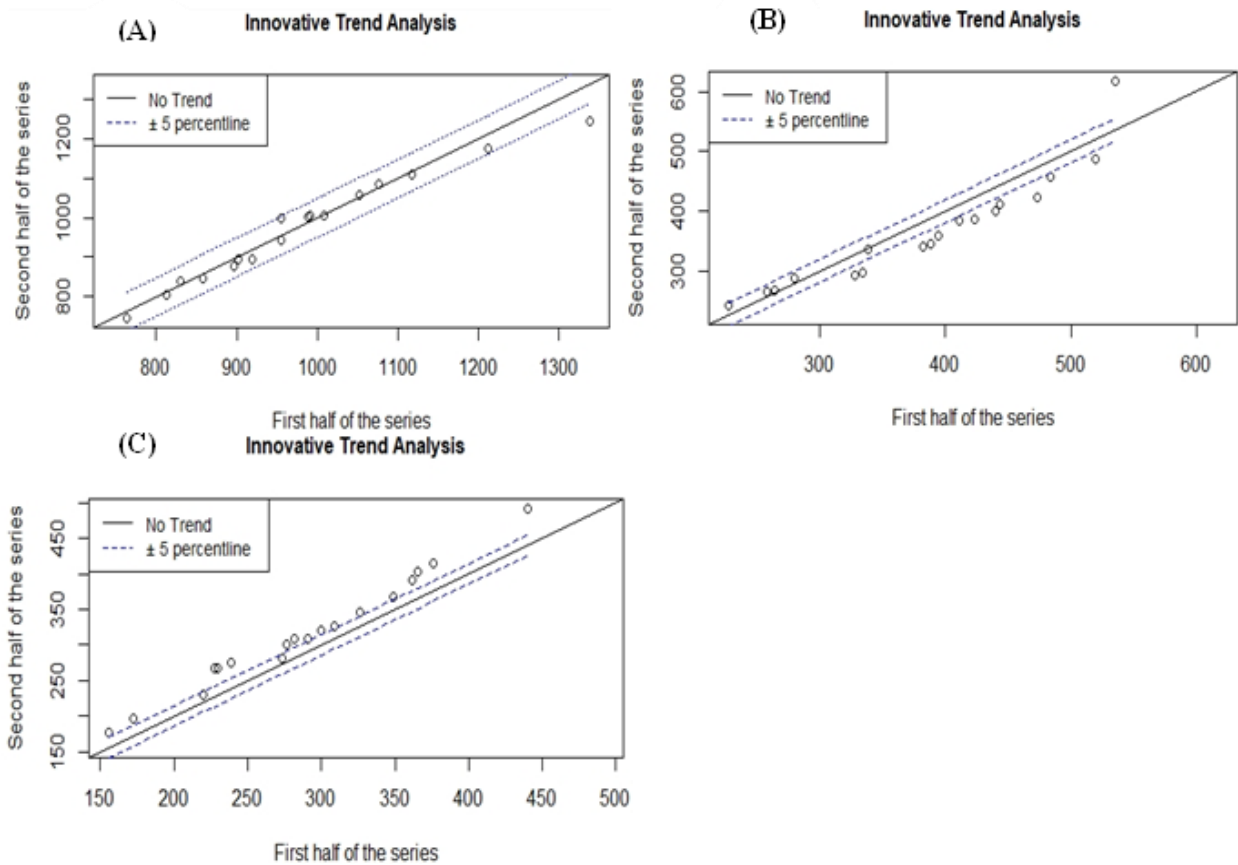 (A)
Innovative Trend Analysis
No Trend
± 5 percentline
Second half of the series
800
1000
1200
800
900
1000
1100
1200
1300
First half of the series
(B)
Innovative Trend Analysis
No Trend
± 5 percentline
Second half of the series
300
400
500
600
300
400
500
600
First half of the series
(C)
Innovative Trend Analysis
No Trend
± 5 percentline
Second half of the series
150
250
350
450
150
200
250
300
350
400
450
500
First half of the series